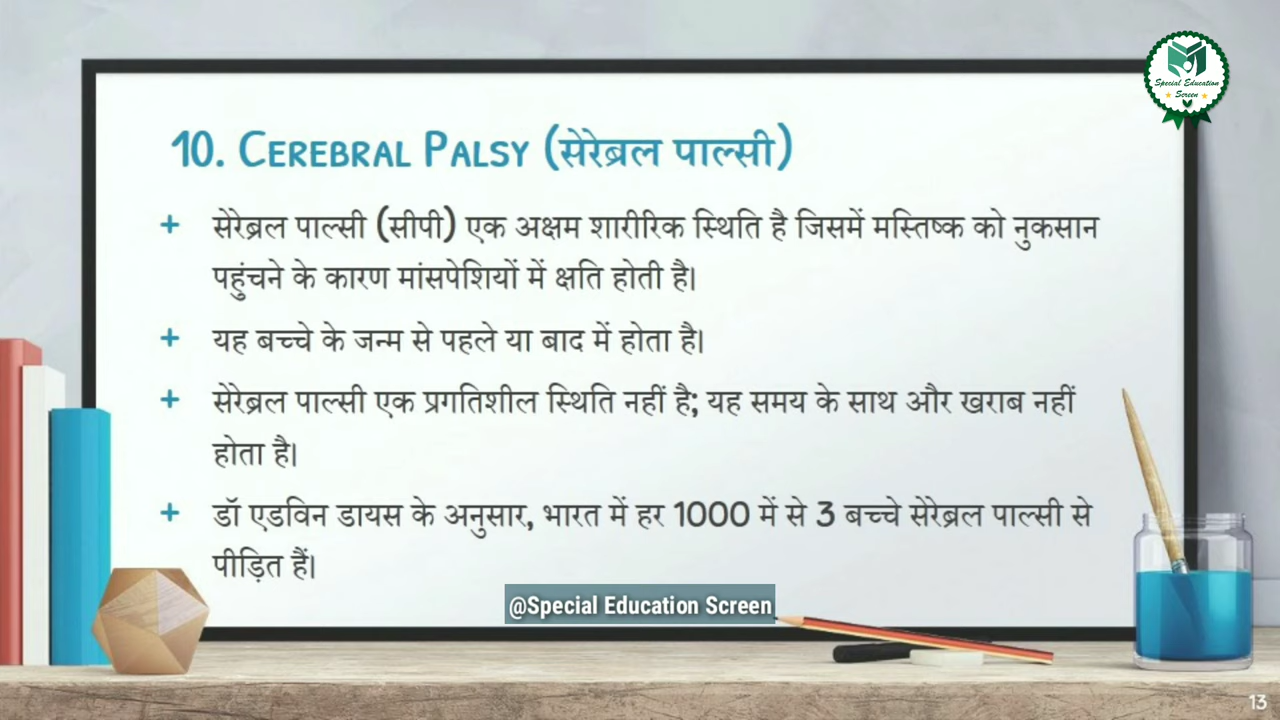 Special Education
Screen
10. CEREBRAL PALSY (सेरेब्रल पाल्सी)
+ सेरेब्रल पाल्सी (सीपी) एक अक्षम शारीरिक स्थिति है जिसमें मस्तिष्क को नुकसान
पहुंचने के कारण मांसपेशियों में क्षति होती है।
+ यह बच्चे के जन्म से पहले या बाद में होता है।
+ सेरेब्रल पाल्सी एक प्रगतिशील स्थिति नहीं है; यह समय के साथ और खराब नहीं
होता है।
+ डॉ एडविन डायस के अनुसार, भारत में हर 1000 में से 3 बच्चे सेरेब्रल पाल्सी से
पीड़ित हैं।
@Special Education Screen
13